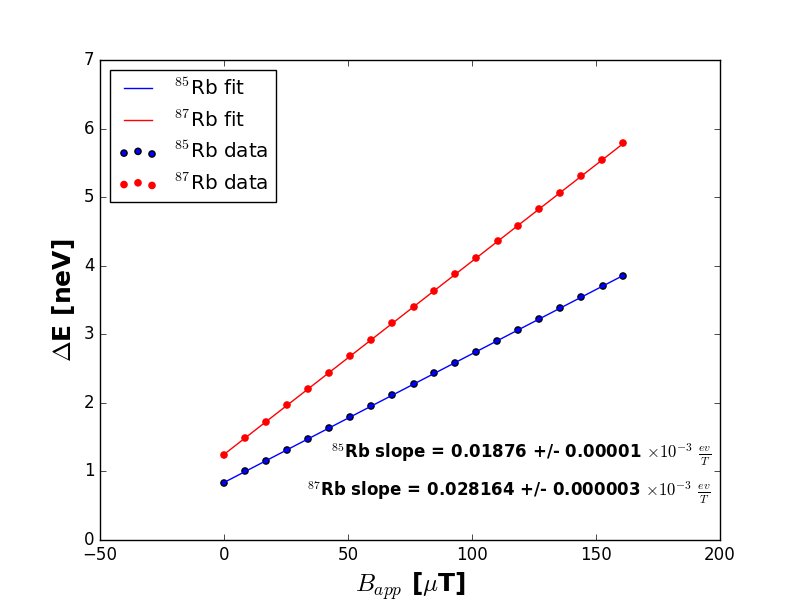 ⁸⁵Rb fit
⁸⁷Rb fit
⁸⁵Rb data
⁸⁷Rb data
7
6
5
4
3
2
1
0
ΔE [neV]
⁸⁵Rb slope = 0.01876 +/- 0.00001 ×10⁻³ ev/T
⁸⁷Rb slope = 0.028164 +/- 0.000003 ×10⁻³ ev/T
−50 0 50 100 150 200
B_app [μT]